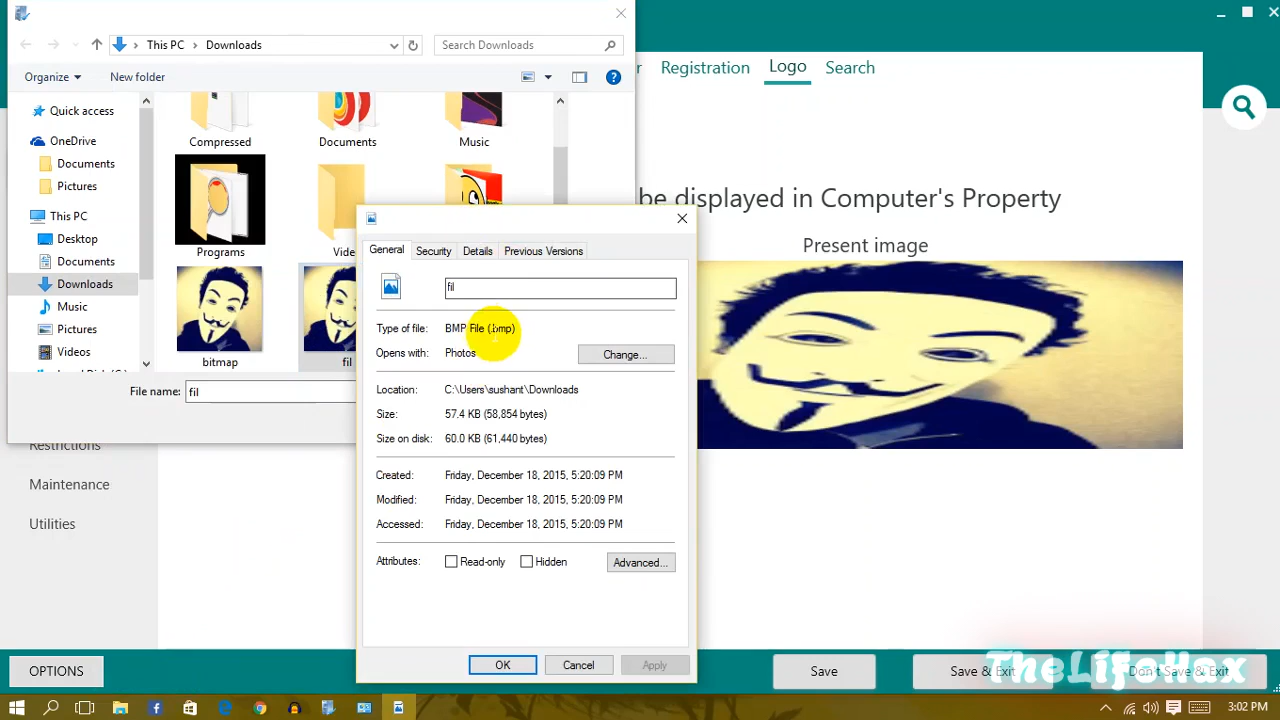 This PC
Downloads
Search Downloads
Organize
New folder
Quick access
OneDrive
Documents
Pictures
This PC
Desktop
Documents
Downloads
Music
Pictures
Videos
Compressed
Documents
Music
Programs
bitmap
fil
File name:
fil
General
Security
Details
Previous Versions
fil
Type of file:
BMP File (.bmp)
Opens with:
Photos
Change...
Location:
C:\Users\sushant\Downloads
Size:
57.4 KB (58,854 bytes)
Size on disk:
60.0 KB (61,440 bytes)
Created:
Friday, December 18, 2015, 5:20:09 PM
Modified:
Friday, December 18, 2015, 5:20:09 PM
Accessed:
Friday, December 18, 2015, 5:20:09 PM
Attributes:
Read-only
Hidden
Advanced...
OK
Cancel
Apply
r
Registration
Logo
Search
be displayed in Computer's Property
Present image
Restrictions
Maintenance
Utilities
OPTIONS
Save
Save & Exit
Don't Save & Exit
TheLifeHax
3:02 PM